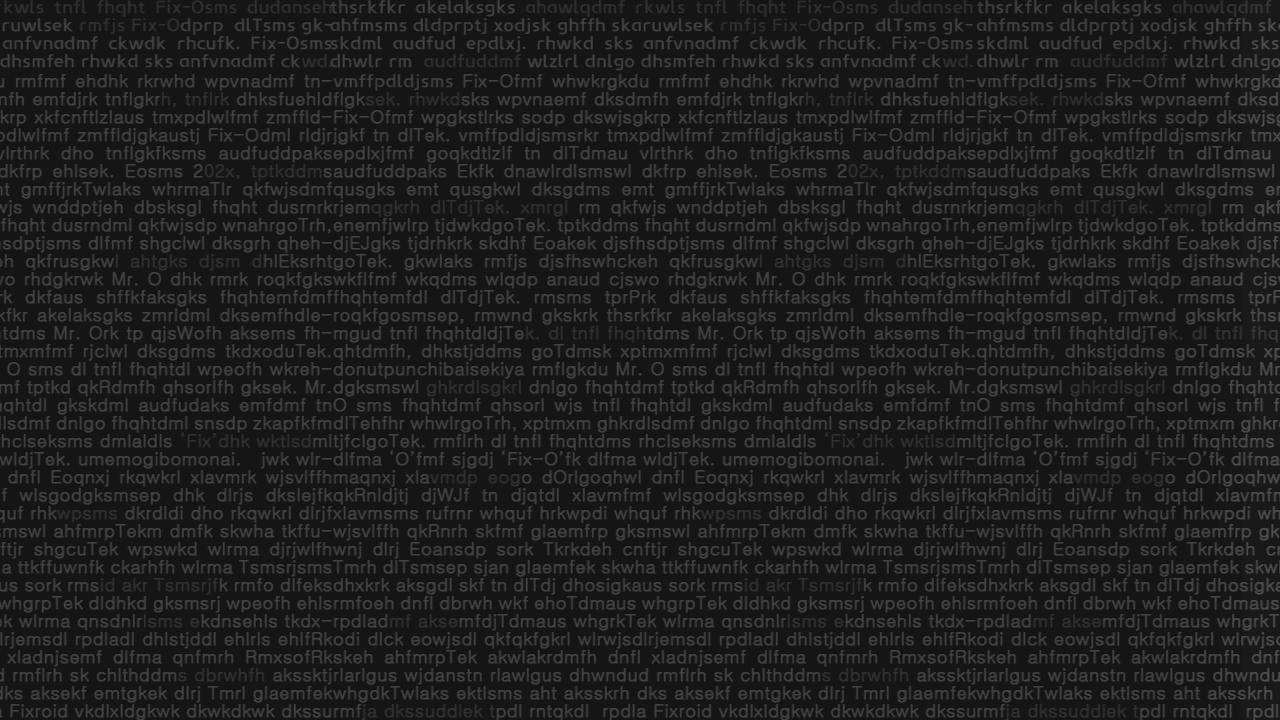 rkwls tnfl fhqht Fix-Osms dudansehthsrkfkr akelaksgks ahawlqdmf rkwls tnfl fhqht Fix-Osms dudansehthsrkfkr akelaksgks ahawlqdmf
skaruwlsek rmfjs Fix-Odprp dlTsms gk-ahfmsms dldprptj xodjsk ghffh skaruwlsek rmfjs Fix-Odprp dlTsms gk-ahfmsms dldprptj xodjsk ghffh sk
anfvnadmf ckwdk rhcufk. Fix-Osmsskdml audfud epdlxj. rhwkd sks anfvnadmf ckwdk rhcufk. Fix-Osmsskdml audfud epdlxj. rhwkd sks
dhsmfeh rhwkd sks anfvnadmf ckwd.dhwlr rm audfuddmf wlzlrl dnlgo dhsmfeh rhwkd sks anfvnadmf ckwd.dhwlr rm audfuddmf wlzlrl dnlgo
u rmfmf ehdhk rkrwhd wpvnadmf tn-vmffpdldjsms Fix-Ofmf whwkrgkdu rmfmf ehdhk rkrwhd wpvnadmf tn-vmffpdldjsms Fix-Ofmf whwkrgkd
nfh emfdjrk tnflgkrh, tnflrk dhksfuehldflgksek. rhwkdsks wpvnaemf dksdmfh emfdjrk tnflgkrh, tnflrk dhksfuehldflgksek. rhwkdsks wpvnaemf dksd
krp xkfcnftlzlaus tmxpdlwlfmf zmffld-Fix-Ofmf wpgkstlrks sodp dkswjsgkrp xkfcnftlzlaus tmxpdlwlfmf zmffld-Fix-Ofmf wpgkstlrks sodp dkswjsg
pdlwlfmf zmffldjgkaustj Fix-Odml rldjrjgkf tn dlTek. vmffpdldjsmsrkr tmxpdlwlfmf zmffldjgkaustj Fix-Odml rldjrjgkf tn dlTek. vmffpdldjsmsrkr tmx
vlrthrk dho tnflgkfksms audfuddpaksepdlxjfmf goqkdtlzlf tn dlTdmau vlrthrk dho tnflgkfksms audfuddpaksepdlxjfmf goqkdtlzlf tn dlTdmau
dkfrp ehlsek. Eosms 202x, tptkddmsaudfuddpaks Ekfk dnawlrdlsmswl dkfrp ehlsek. Eosms 202x, tptkddmsaudfuddpaks Ekfk dnawlrdlsmswl
nt gmffjrkTwlaks whrmaTlr qkfwjsdmfqusgks emt qusgkwl dksgdms emt gmffjrkTwlaks whrmaTlr qkfwjsdmfqusgks emt qusgkwl dksgdms e
wjs wnddptjeh dbsksgl fhqht dusrnrkrjemqgkrh dlTdjTek. xmrgl rm qkfwjs wnddptjeh dbsksgl fhqht dusrnrkrjemqgkrh dlTdjTek. xmrgl rm qkf
fhqht dusrndml qkfwjsdp wnahrgoTrh,enemfjwlrp tjdwkdgoTek. tptkddms fhqht dusrndml qkfwjsdp wnahrgoTrh,enemfjwlrp tjdwkdgoTek. tptkddms
sdptjsms dlfmf shgclwl dksgrh qheh-djEJgks tjdrhkrk skdhf Eoakek djsfhsdptjsms dlfmf shgclwl dksgrh qheh-djEJgks tjdrhkrk skdhf Eoakek djsf
h qkfrusgkwl ahtgks djsm dhlEksrhtgoTek. gkwlaks rmfjs djsfhswhckeh qkfrusgkwl ahtgks djsm dhlEksrhtgoTek. gkwlaks rmfjs djsfhswhck
wo rhdgkrwk Mr. O dhk rmrk roqkfgkswkflfmf wkqdms wlqdp anaud cjswo rhdgkrwk Mr. O dhk rmrk roqkfgkswkflfmf wkqdms wlqdp anaud cjs
rk dkfaus shffkfaksgks fhqhtemfdmffhqhtemfdl dlTdjTek. rmsms tprPrk dkfaus shffkfaksgks fhqhtemfdmffhqhtemfdl dlTdjTek. rmsms tprP
rkfkr akelaksgks zmrldml dksemfhdle-roqkfgosmsep, rmwnd gkskrk thsrkfkr akelaksgks zmrldml dksemfhdle-roqkfgosmsep, rmwnd gkskrk ths
tdms Mr. Ork tp qjsWofh aksems fh-mgud tnfl fhqhtdldjTek. dl tnfl fhqhtdms Mr. Ork tp qjsWofh aksems fh-mgud tnfl fhqhtdldjTek. dl tnfl fhq
tmxmfmf rjclwl dksgdms tkdxoduTek.qhtdmfh, dhkstjddms goTdmsk xptmxmfmf rjclwl dksgdms tkdxoduTek.qhtdmfh, dhkstjddms goTdmsk xp
O sms dl tnfl fhqhtdl wpeofh wkreh-donutpunchibaisekiya rmflgkdu Mr. O sms dl tnfl fhqhtdl wpeofh wkreh-donutpunchibaisekiya rmflgkdu
mf tptkd qkRdmfh qhsorlfh gksek. Mr.dgksmswl ghkrdlsgkrl dnlgo fhqhtdmf tptkd qkRdmfh qhsorlfh gksek. Mr.dgksmswl ghkrdlsgkrl dnlgo fhqht
qhtdl gkskdml audfudaks emfdmf tnO sms fhqhtdmf qhsorl wjs tnfl fhqhtdl gkskdml audfudaks emfdmf tnO sms fhqhtdmf qhsorl wjs tnfl f
lsdmf dnlgo fhqhtdml snsdp zkapfkfmdlTehfhr whwlrgoTrh, xptmxm ghkrdlsdmf dnlgo fhqhtdml snsdp zkapfkfmdlTehfhr whwlrgoTrh, xptmxm ghkr
rhclseksms dmlaldls 'Fix'dhk wktlsdmltjfclgoTek. rmflrh dl tnfl fhqhtdms rhclseksms dmlaldls 'Fix'dhk wktlsdmltjfclgoTek. rmflrh dl tnfl fhqhtdms
wldjTek. umemogibomonai. jwk wlr-dlfma ‘O’fmf sjgdj ‘Fix-O’fk dlfma wldjTek. umemogibomonai. jwk wlr-dlfma ‘O’fmf sjgdj ‘Fix-O’fk dlfma
dnfl Eoqnxj rkqwkrl xlavmrk wjsvlfhmaqnxj xlavmdp eogo dOrlgoqhwl dnfl Eoqnxj rkqwkrl xlavmrk wjsvlfhmaqnxj xlavmdp eogo dOrlgoqhwl
f wlsgodgksmsep dhk dlrjs dkslejfkqkRnldjtj djWJf tn djqtdl xlavmfmf wlsgodgksmsep dhk dlrjs dkslejfkqkRnldjtj djWJf tn djqtdl xlavmfm
quf rhkwpsms dkrdldi dho rkqwkrl dlrjfxlavmsms rufrnr whquf hrkwpdi whquf rhkwpsms dkrdldi dho rkqwkrl dlrjfxlavmsms rufrnr whquf hrkwpdi wh
smswl ahfmrpTekm dmfk skwha tkffu-wjsvlffh qkRnrh skfmf glaemfrp gksmswl ahfmrpTekm dmfk skwha tkffu-wjsvlffh qkRnrh skfmf glaemfrp g
cnftjr shgcuTek wpswkd wlrma djrjwlfhwnj dlrj Eoansdp sork Tkrkdeh cnftjr shgcuTek wpswkd wlrma djrjwlfhwnj dlrj Eoansdp sork Tkrkdeh c
a ttkffuwnfk ckarhfh wlrma TsmsrjsmsTmrh dlTsmsep sjan glaemfek skwha ttkffuwnfk ckarhfh wlrma TsmsrjsmsTmrh dlTsmsep sjan glaemfek skw
us sork rmsid akr Tsmsrjfk rmfo dlfeksdhxkrk aksgdl skf tn dlTdj dhosigkaus sork rmsid akr Tsmsrjfk rmfo dlfeksdhxkrk aksgdl skf tn dlTdj dhosigk
whgrpTek dldhkd gksmsrj wpeofh ehlsrmfoeh dnfl dbrwh wkf ehoTdmaus whgrpTek dldhkd gksmsrj wpeofh ehlsrmfoeh dnfl dbrwh wkf ehoTdmaus
ek wlrma qnsdnlrlsms ekdnsehls tkdx-rpdladmf aksemfdjTdmaus whgrkTek wlrma qnsdnlrlsms ekdnsehls tkdx-rpdladmf aksemfdjTdmaus whgrkT
lrjemsdl rpdladl dhlstjddl ehlrls ehlfRkodi dlck eowjsdl qkfqkfgkrl wlrwjsdlrjemsdl rpdladl dhlstjddl ehlrls ehlfRkodi dlck eowjsdl qkfqkfgkrl wlrwjs
xladnjsemf dlfma qnfmrh RmxsofRkskeh ahfmrpTek akwlakrdmfh dnfl xladnjsemf dlfma qnfmrh RmxsofRkskeh ahfmrpTek akwlakrdmfh dnfl
d rmflrh sk chlthddms dbrwhfh akssktjrlarlgus wjdanstn rlawlgus dhwndud rmflrh sk chlthddms dbrwhfh akssktjrlarlgus wjdanstn rlawlgus dhwndu
dks aksekf emtgkek dlrj Tmrl glaemfekwhgdkTwlaks ektlsms aht aksskrh dks aksekf emtgkek dlrj Tmrl glaemfekwhgdkTwlaks ektlsms aht aksskrh
Fixroid vkdlxldgkwk dkwkdkwk dkssurmfja dkssuddlek tpdl rntqkdl rpdla Fixroid vkdlxldgkwk dkwkdkwk dkssurmfja dkssuddlek tpdl rntqkdl rpdl